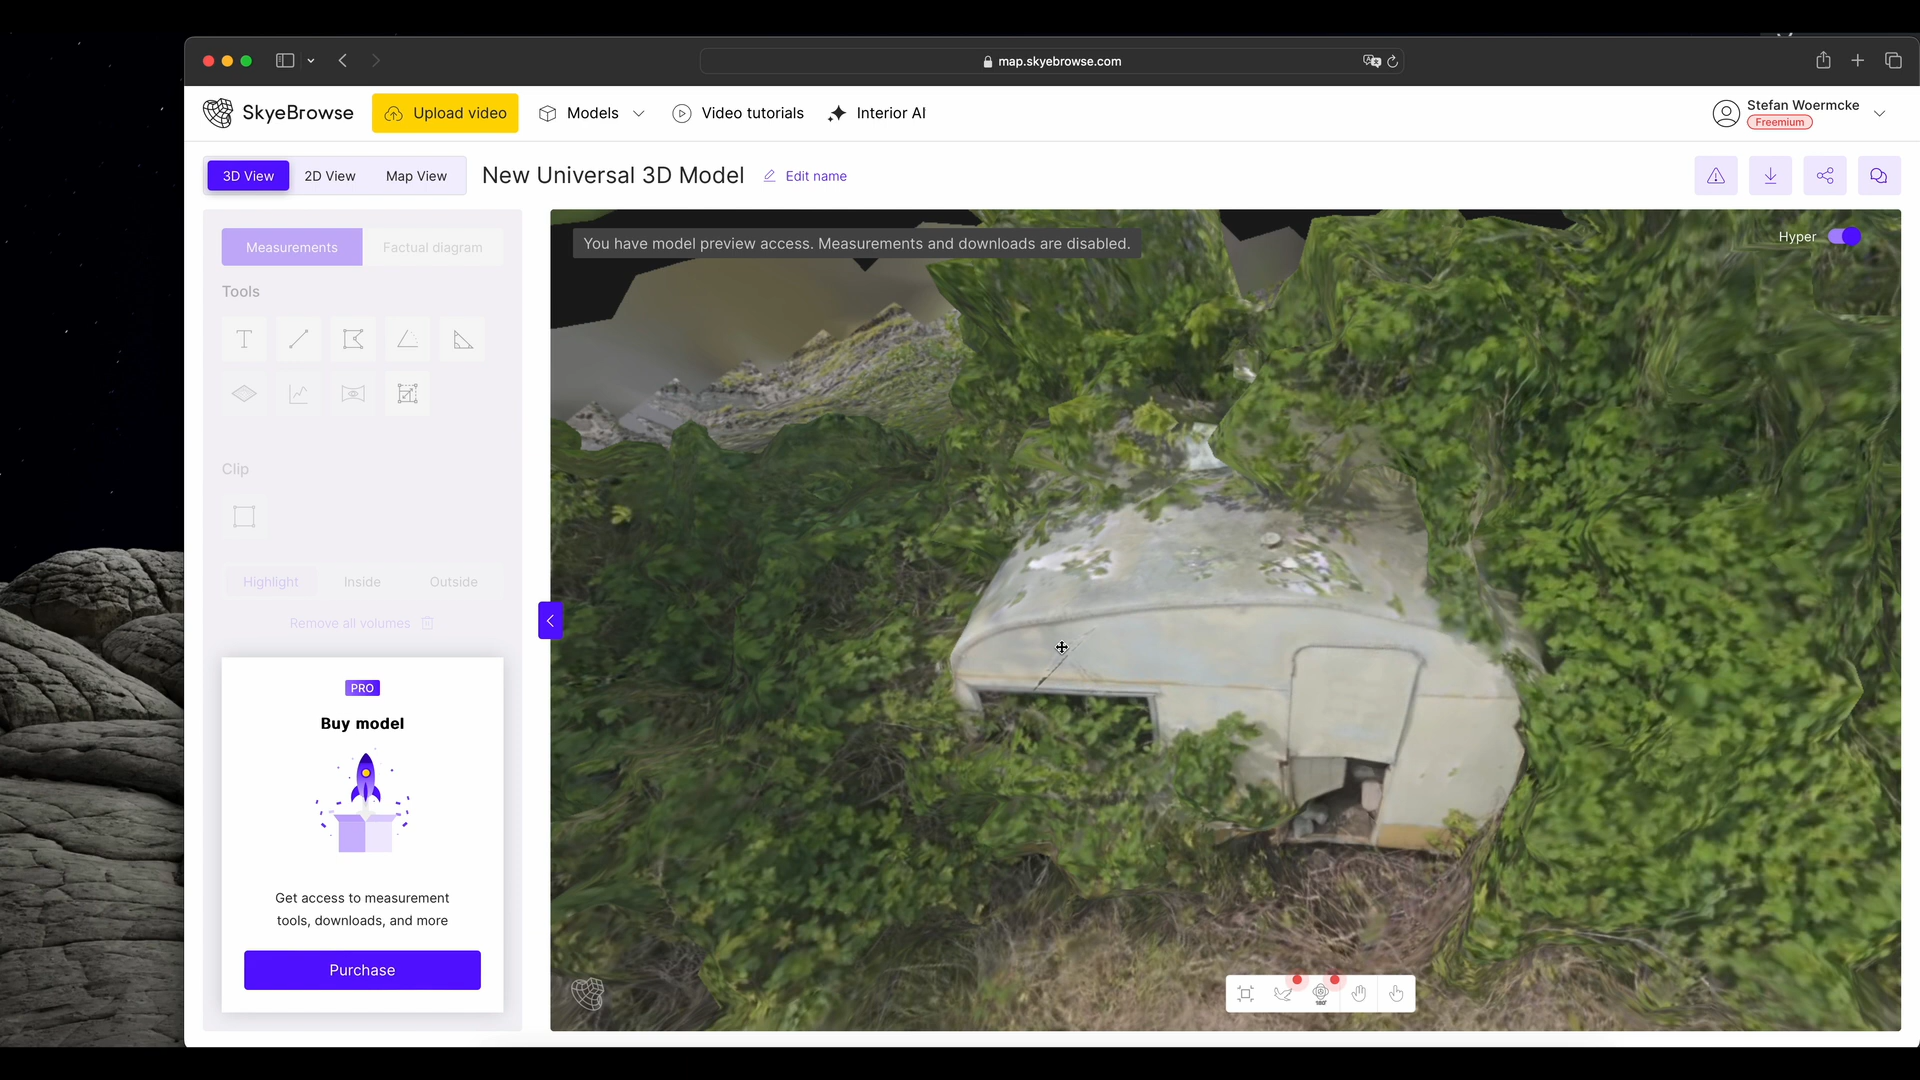 map.skyebrowse.com
SkyeBrowse
Upload video
Models
Video tutorials
Interior AI
Stefan Woermcke
Freemium
3D View
2D View
Map View
New Universal 3D Model
Edit name
Measurements
Factual diagram
You have model preview access. Measurements and downloads are disabled.
Hyper
Tools
Clip
Highlight
Inside
Outside
Remove all volumes
PRO
Buy model
Get access to measurement
tools, downloads, and more
Purchase
180°